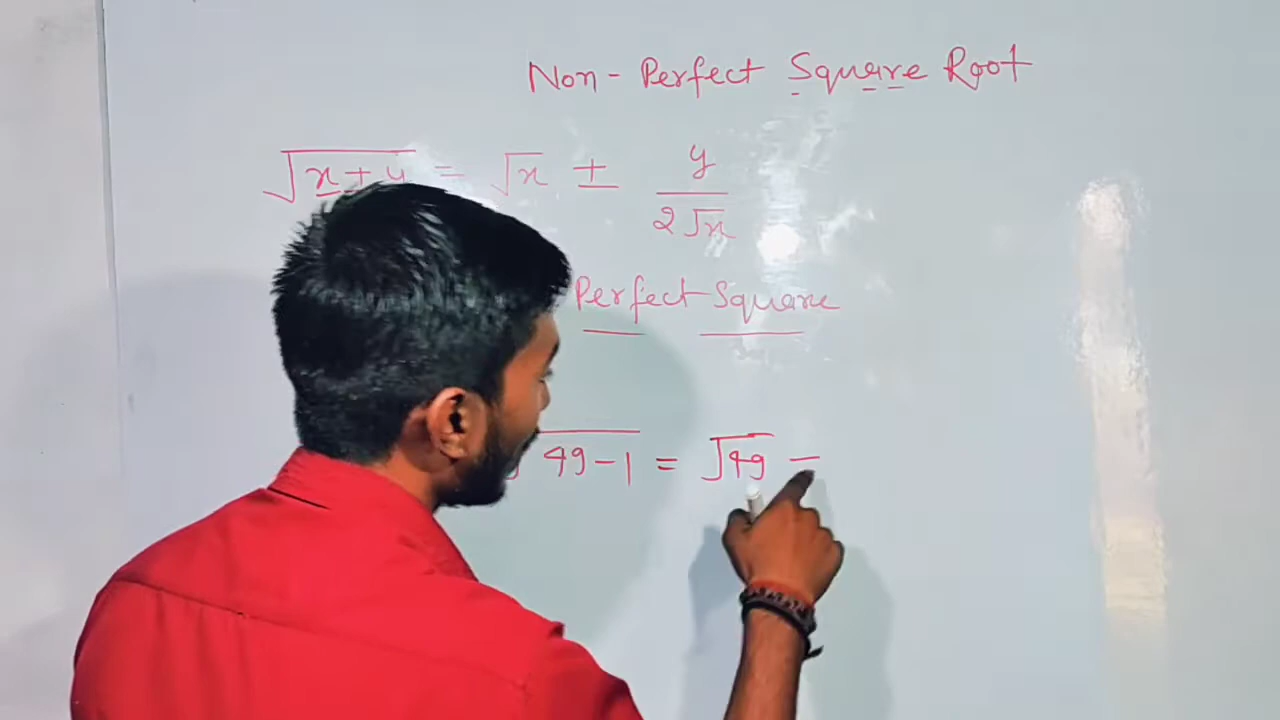 Non - Perfect Square Root
√x + y = √x ± y / 2√x
Perfect Square
√49 - 1 = √49 -